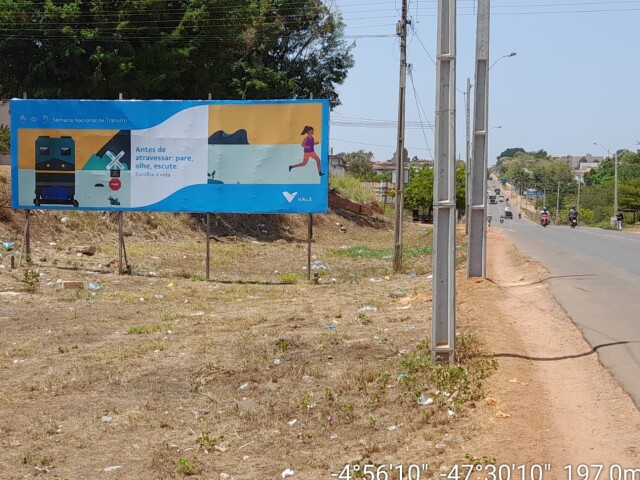 Semana Nacional de Trânsito
Antes de
atravessar: pare,
olhe, escute.
Escolha a vida
VALE
-4°56'10" -47°30'10" 197.0m